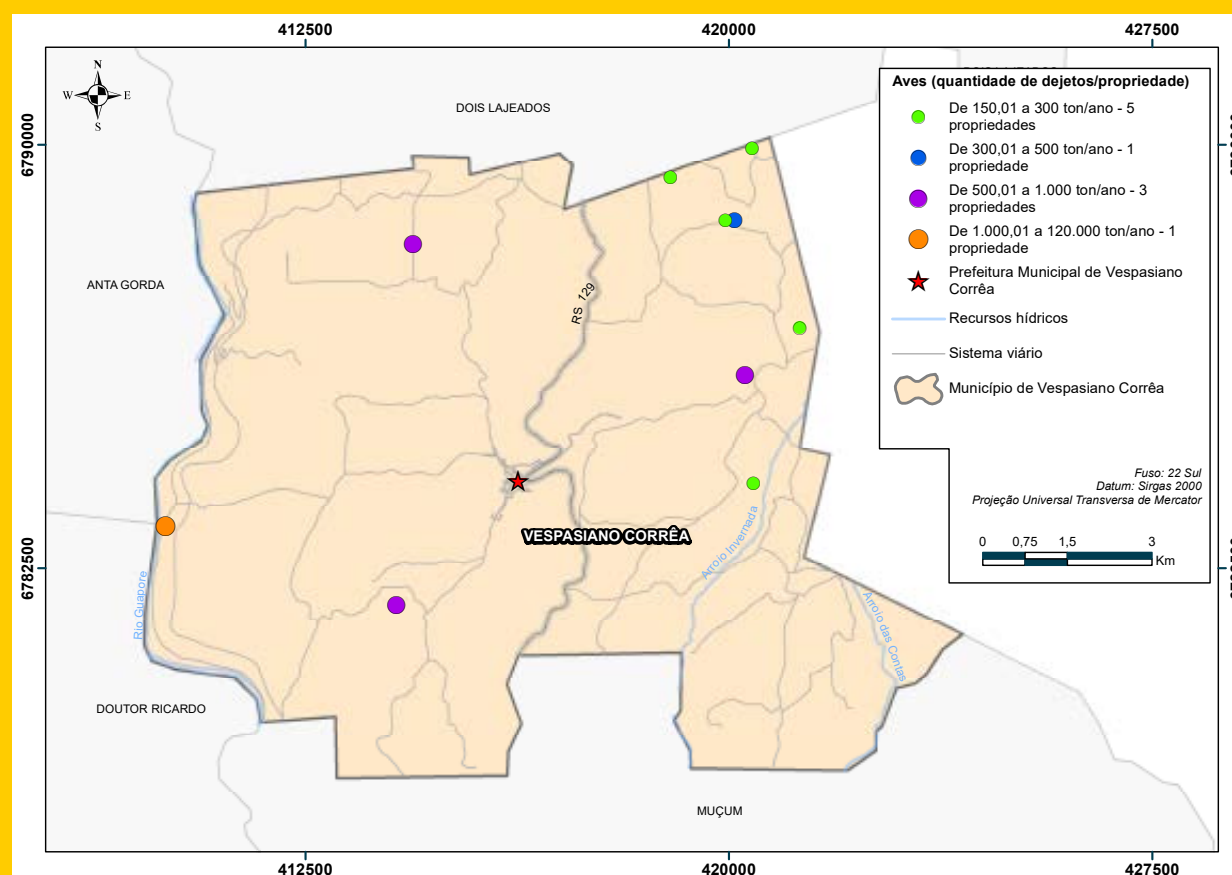 412500
420000
427500
N
W
E
S
DOIS LAJEADOS
Aves (quantidade de dejetos/propriedade)
De 150,01 a 300 ton/ano - 5
propriedades
De 300,01 a 500 ton/ano - 1
propriedade
De 500,01 a 1.000 ton/ano - 3
propriedades
De 1.000,01 a 120.000 ton/ano - 1
propriedade
Prefeitura Municipal de Vespasiano
Corrêa
Recursos hídricos
Sistema viário
Município de Vespasiano Corrêa
Fuso: 22 Sul
Datum: Sirgas 2000
Projeção Universal Transversa de Mercator
0 0,75 1,5 3
Km
6790000
ANTA GORDA
RS 129
VESPASIANO CORRÊA
Arroio Invernada
6782500
Rio Guapore
Arroio das Contas
DOUTOR RICARDO
MUÇUM
412500
420000
427500